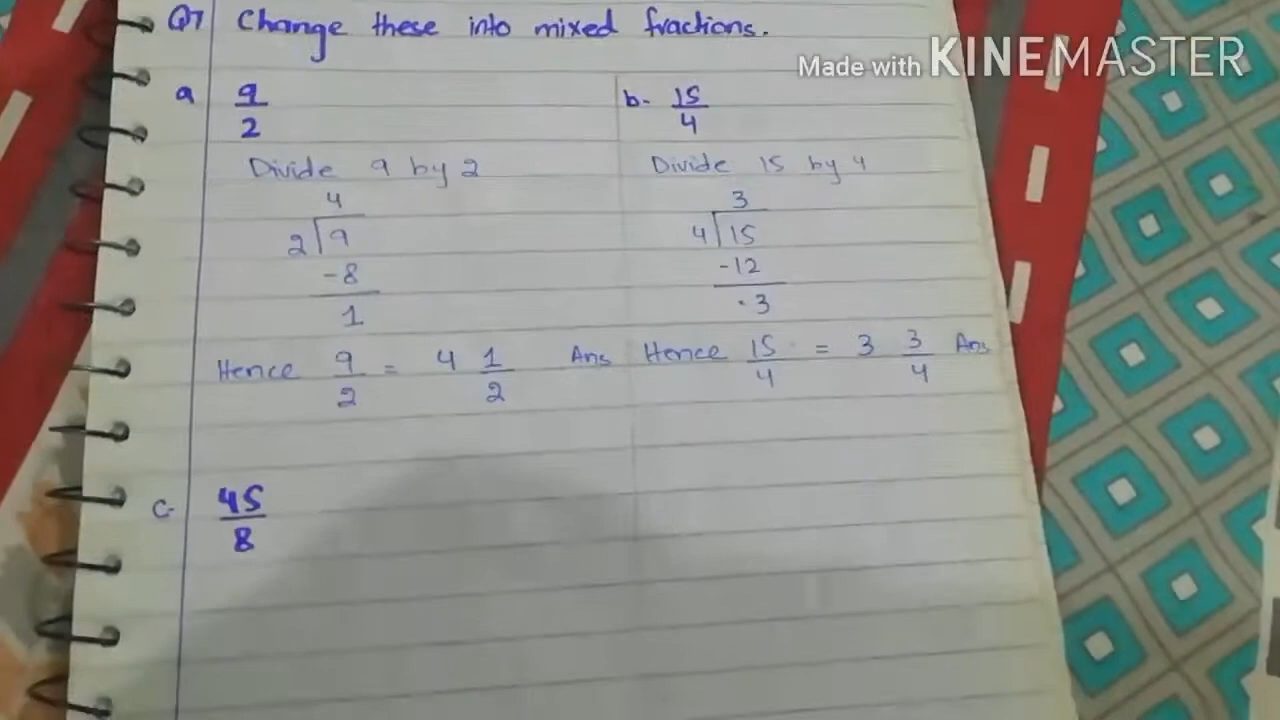 Made with KINEMASTER
Q7 Change these into mixed fractions.
a 9/2
Divide 9 by 2
4
2 9
-8
1
Hence 9/2 = 4 1/2 Ans
b. 15/4
Divide 15 by 4
3
4 15
-12
.3
Hence 15/4 = 3 3/4 Ans
c- 45/8